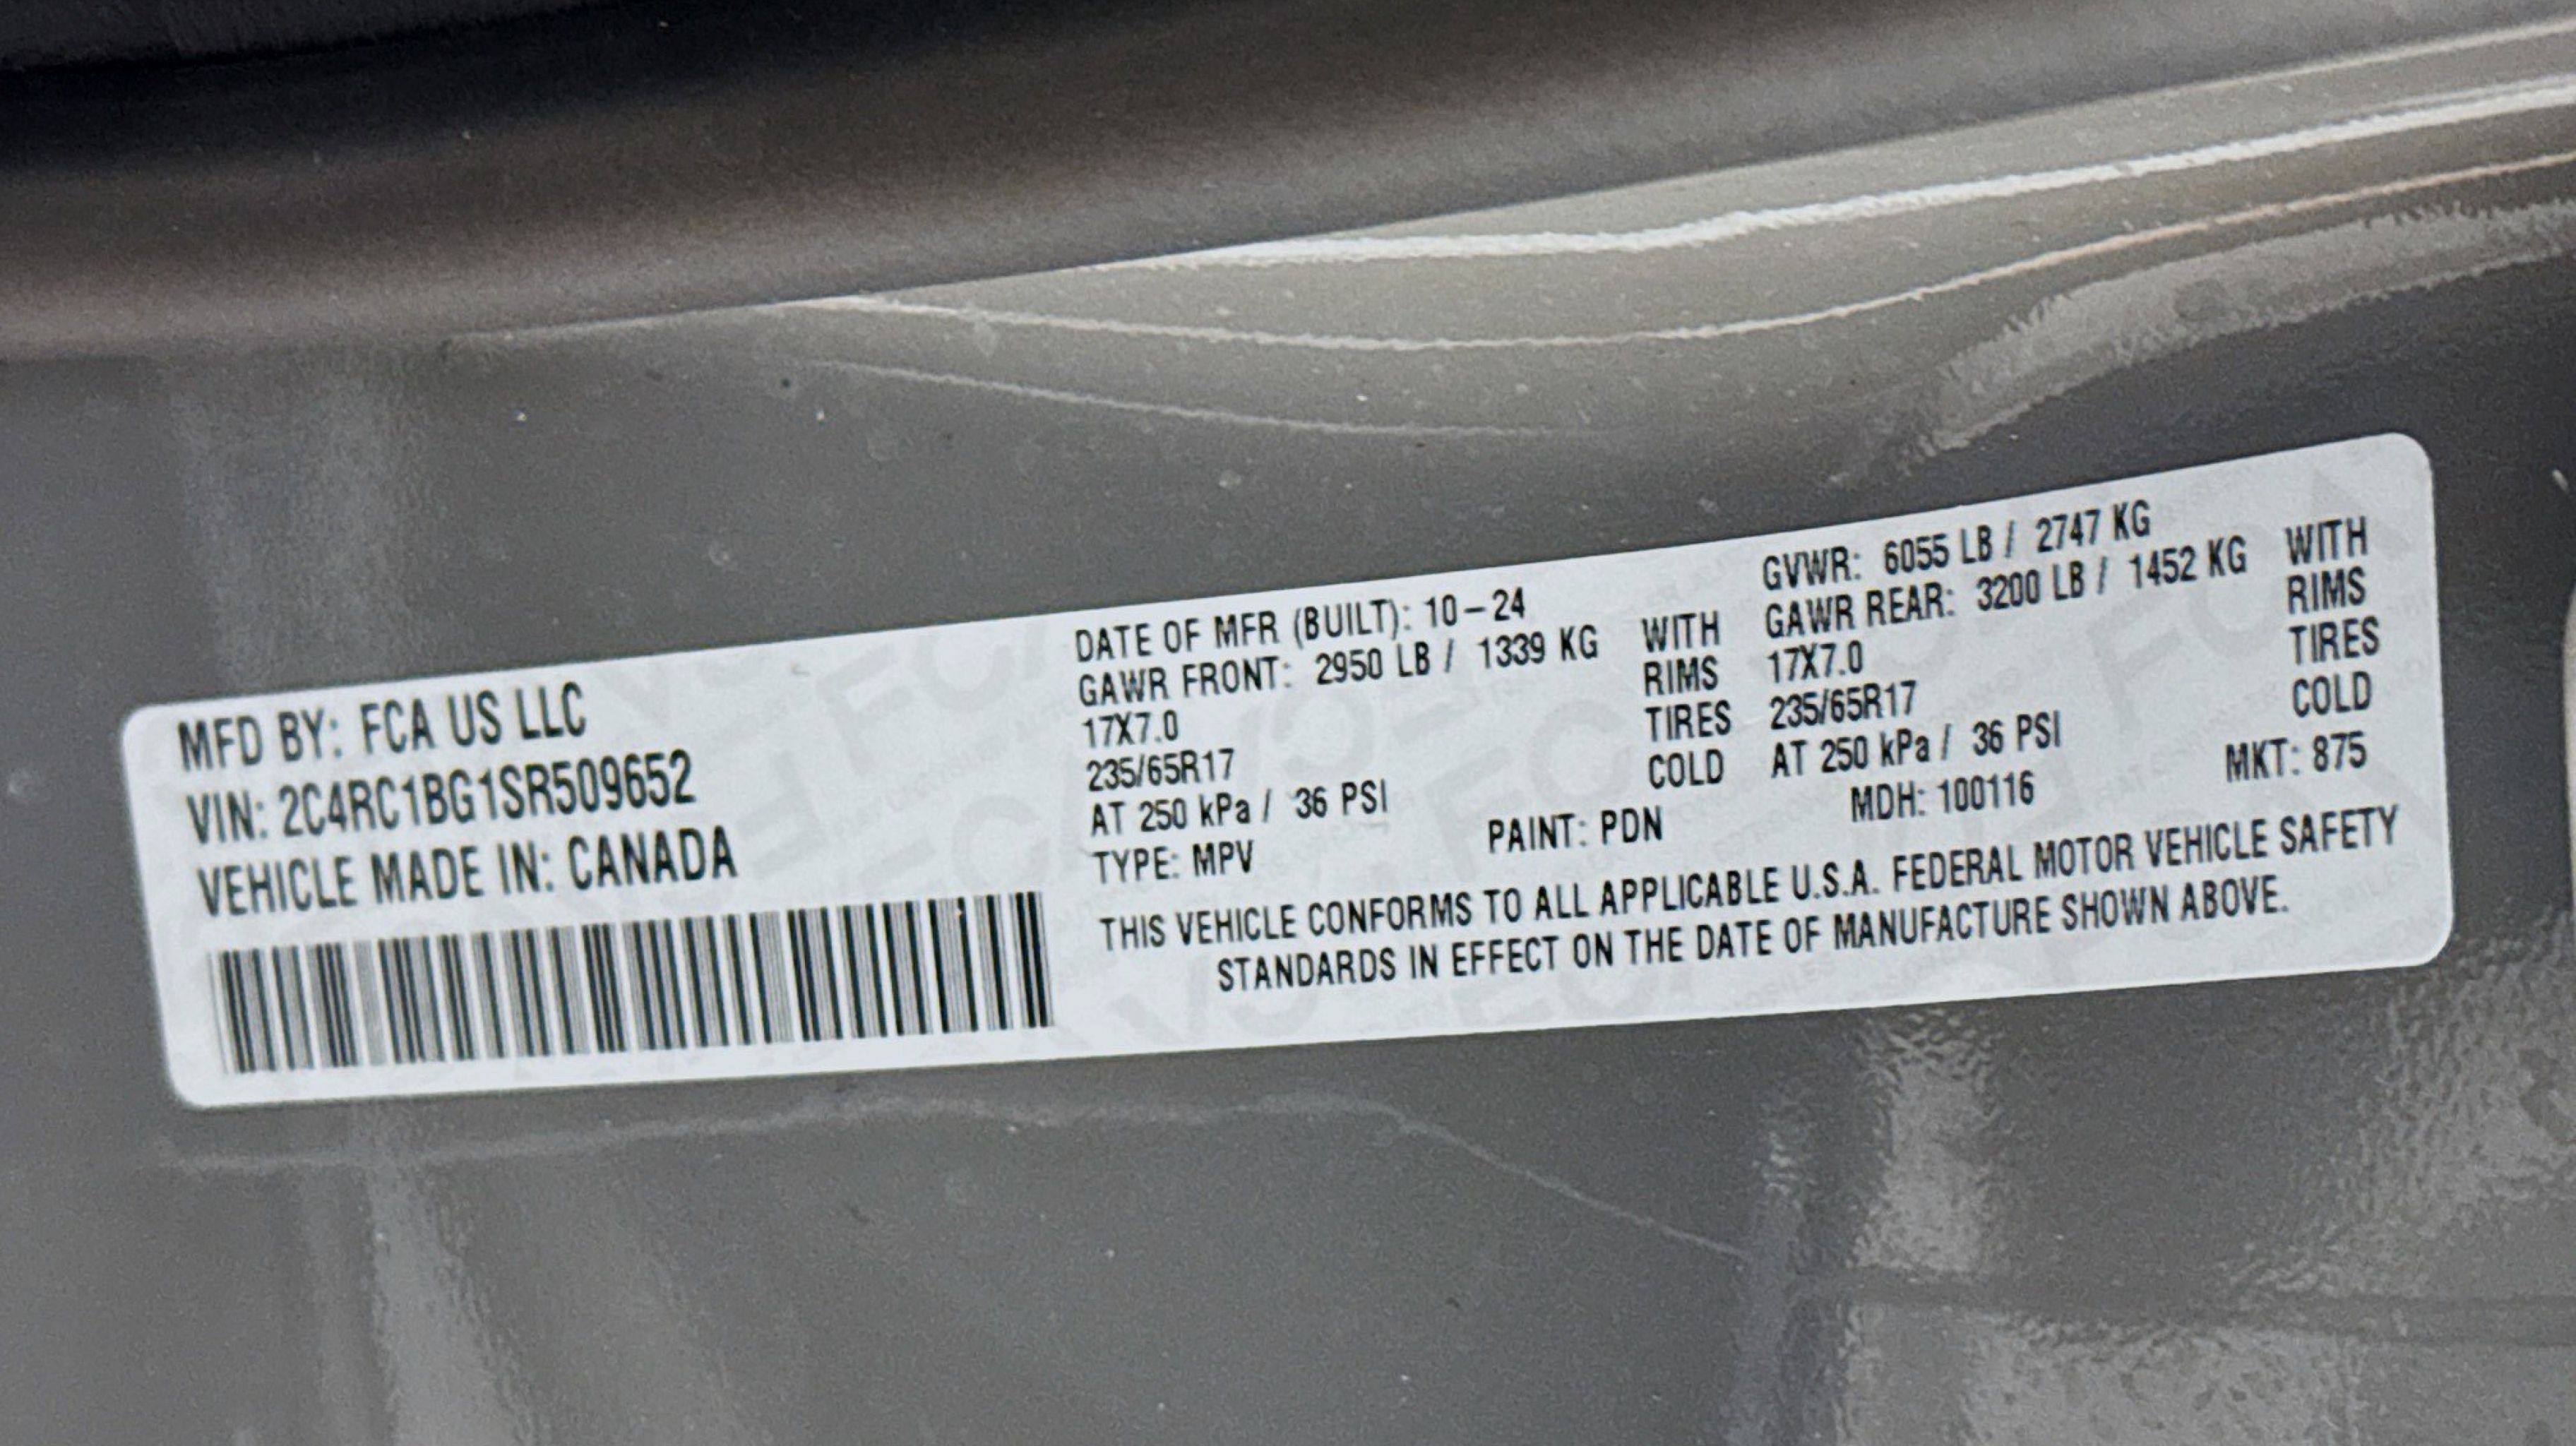 MFD BY: FCA US LLC
VIN: 2C4RC1BG1SR509652
VEHICLE MADE IN: CANADA
DATE OF MFR (BUILT): 10-24
GAWR FRONT: 2950 LB / 1339 KG WITH
17X7.0 RIMS
235/65R17 TIRES
AT 250 kPa / 36 PSI COLD
TYPE: MPV
GVWR: 6055 LB / 2747 KG
GAWR REAR: 3200 LB / 1452 KG WITH
17X7.0 RIMS
235/65R17 TIRES
AT 250 kPa / 36 PSI COLD
PAINT: PDN MDH: 100116 MKT: 875
THIS VEHICLE CONFORMS TO ALL APPLICABLE U.S.A. FEDERAL MOTOR VEHICLE SAFETY
STANDARDS IN EFFECT ON THE DATE OF MANUFACTURE SHOWN ABOVE.